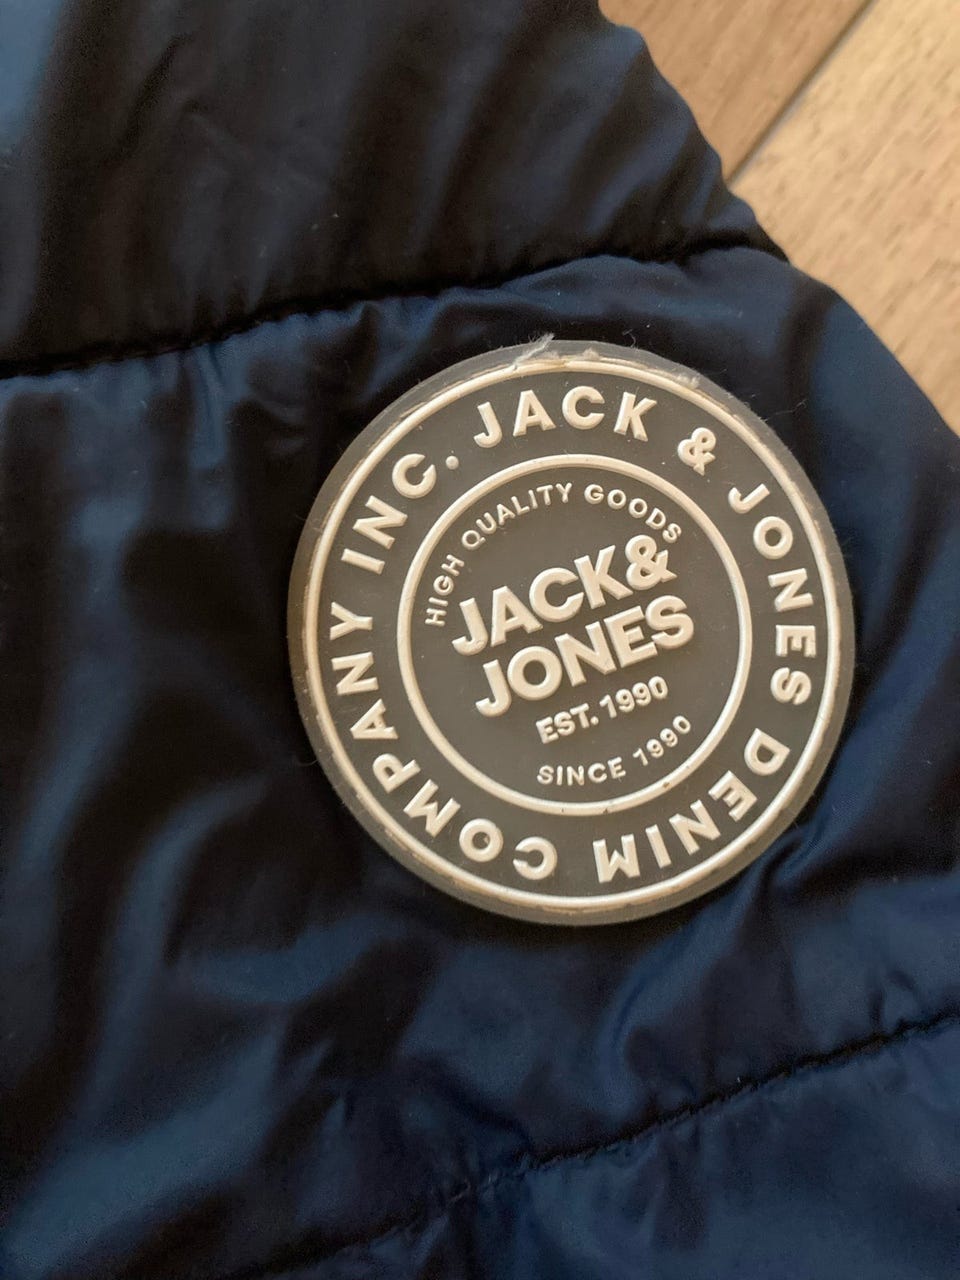 JACK & JONES DENIM COMPANY INC.
HIGH QUALITY GOODS
JACK&
JONES
EST. 1990
SINCE 1990